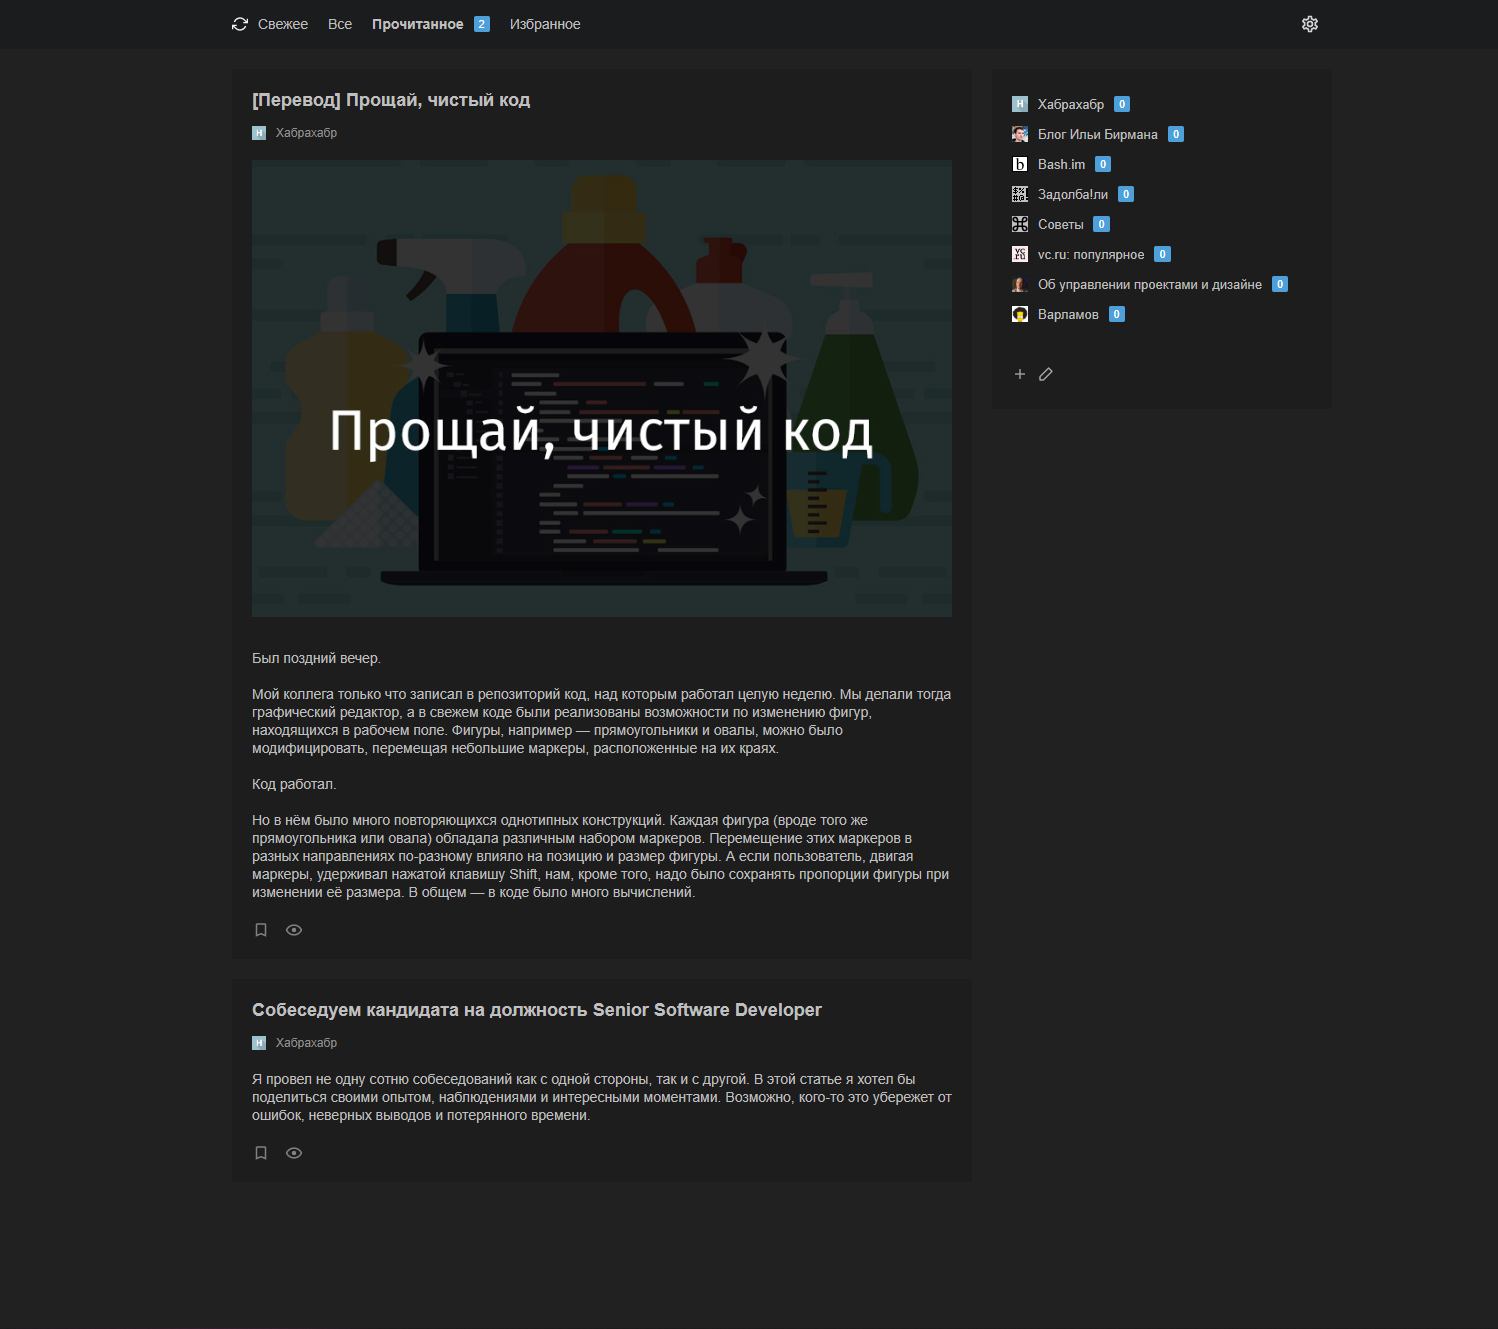 Свежее Все Прочитанное 2 Избранное
[Перевод] Прощай, чистый код
H Хабрахабр
Прощай, чистый код
Был поздний вечер.
Мой коллега только что записал в репозиторий код, над которым работал целую неделю. Мы делали тогда
графический редактор, а в свежем коде были реализованы возможности по изменению фигур,
находящихся в рабочем поле. Фигуры, например — прямоугольники и овалы, можно было
модифицировать, перемещая небольшие маркеры, расположенные на их краях.
Код работал.
Но в нём было много повторяющихся однотипных конструкций. Каждая фигура (вроде того же
прямоугольника или овала) обладала различным набором маркеров. Перемещение этих маркеров в
разных направлениях по-разному влияло на позицию и размер фигуры. А если пользователь, двигая
маркеры, удерживал нажатой клавишу Shift, нам, кроме того, надо было сохранять пропорции фигуры при
изменении её размера. В общем — в коде было много вычислений.
Собеседуем кандидата на должность Senior Software Developer
H Хабрахабр
Я провел не одну сотню собеседований как с одной стороны, так и с другой. В этой статье я хотел бы
поделиться своими опытом, наблюдениями и интересными моментами. Возможно, кого-то это убережет от
ошибок, неверных выводов и потерянного времени.
H Хабрахабр 0
Блог Ильи Бирмана 0
b Bash.im 0
Задолба!ли 0
Советы 0
vc.ru vc.ru: популярное 0
Об управлении проектами и дизайне 0
Варламов 0